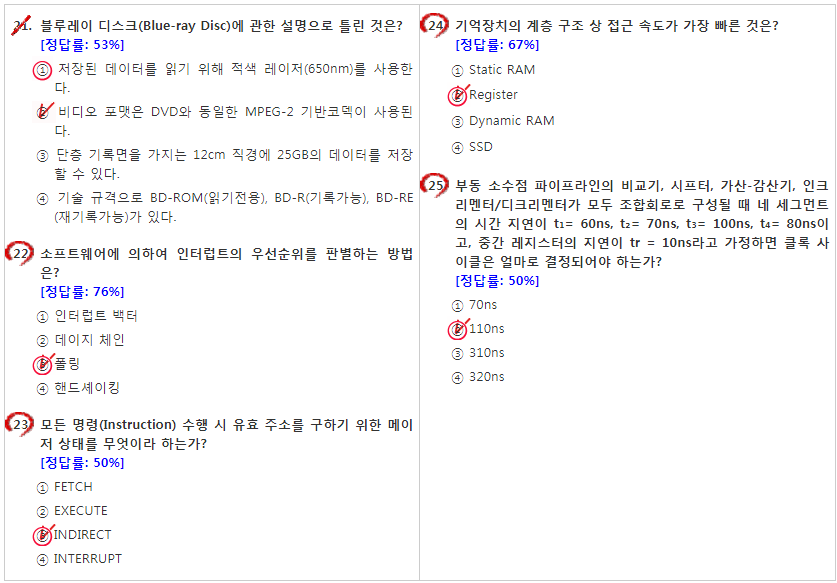 21. 블루레이 디스크(Blue-ray Disc)에 관한 설명으로 틀린 것은?
[정답률: 53%]
① 저장된 데이터를 읽기 위해 적색 레이저(650nm)를 사용한
다.
② 비디오 포맷은 DVD와 동일한 MPEG-2 기반코덱이 사용된
다.
③ 단층 기록면을 가지는 12cm 직경에 25GB의 데이터를 저장
할 수 있다.
④ 기술 규격으로 BD-ROM(읽기전용), BD-R(기록가능), BD-RE
(재기록가능)가 있다.
22. 소프트웨어에 의하여 인터럽트의 우선순위를 판별하는 방법
은?
[정답률: 76%]
① 인터럽트 벡터
② 데이지 체인
③ 폴링
④ 핸드셰이킹
23. 모든 명령(Instruction) 수행 시 유효 주소를 구하기 위한 메이
저 상태를 무엇이라 하는가?
[정답률: 50%]
① FETCH
② EXECUTE
③ INDIRECT
④ INTERRUPT
24. 기억장치의 계층 구조 상 접근 속도가 가장 빠른 것은?
[정답률: 67%]
① Static RAM
② Register
③ Dynamic RAM
④ SSD
25. 부동 소수점 파이프라인의 비교기, 시프터, 가산-감산기, 인크
리멘터/디크리멘터가 모두 조합회로로 구성될 때 네 세그먼트
의 시간 지연이 t₁= 60ns, t₂= 70ns, t₃= 100ns, t₄= 80ns이
고, 중간 레지스터의 지연이 tr = 10ns라고 가정하면 클록 사
이클은 얼마로 결정되어야 하는가?
[정답률: 50%]
① 70ns
② 110ns
③ 310ns
④ 320ns